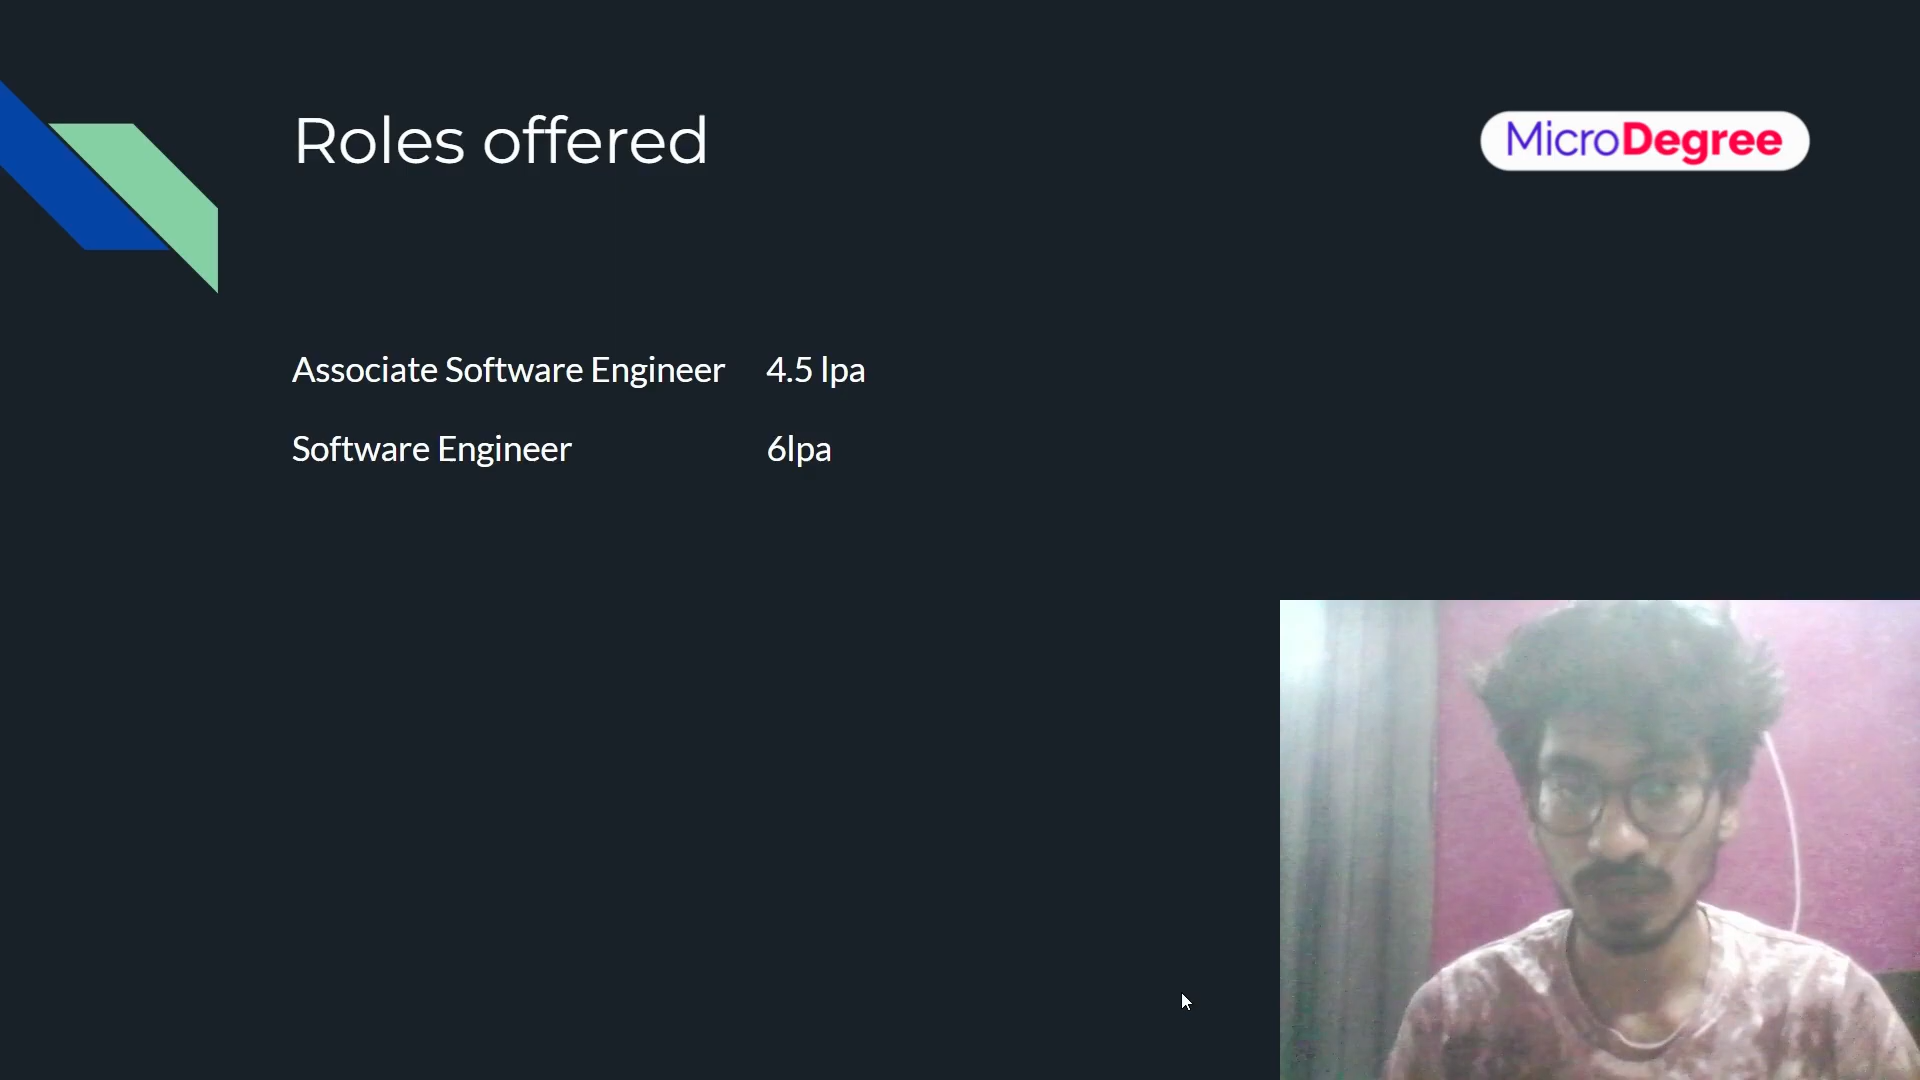 Roles offered
MicroDegree
Associate Software Engineer 4.5 lpa
Software Engineer 6lpa